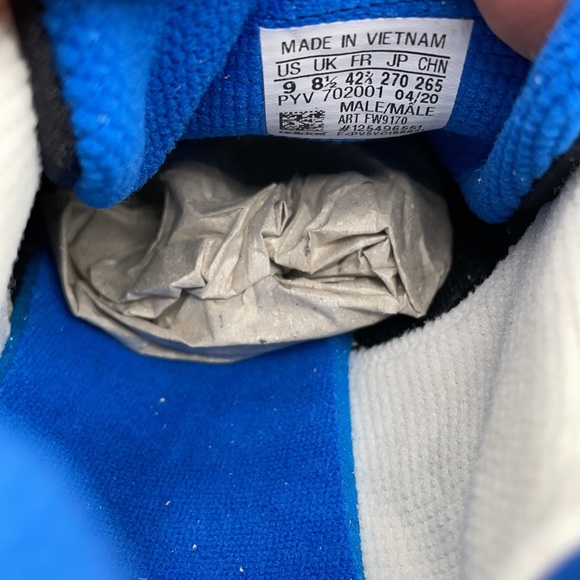 MADE IN VIETNAM
US UK FR JP CHN
9 8½ 42⅔ 270 265
PYV 702001 04/20
MALE/MÂLE
ART FW9170